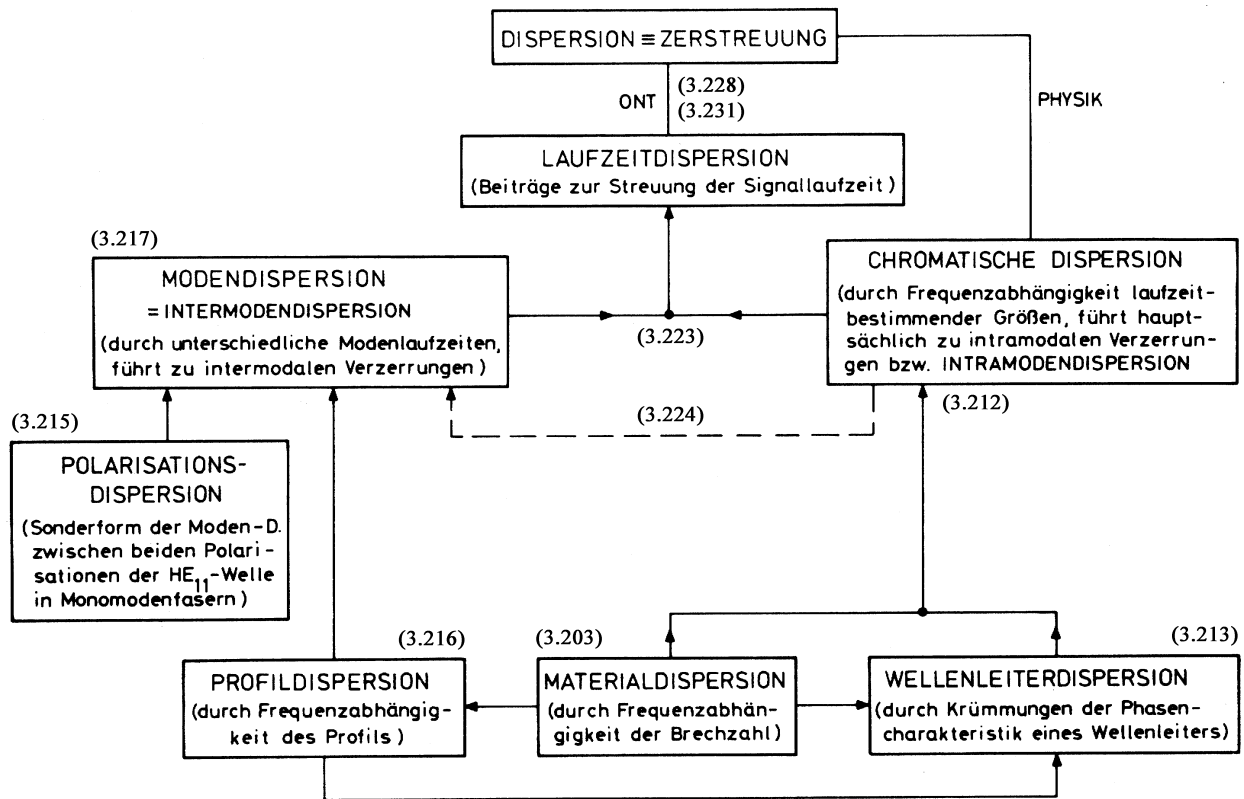 DISPERSION ≡ ZERSTREUUNG
ONT
(3.228)
(3.231)
PHYSIK
LAUFZEITDISPERSION
(Beiträge zur Streuung der Signallaufzeit)
(3.217)
MODENDISPERSION
= INTERMODENDISPERSION
(durch unterschiedliche Modenlaufzeiten,
führt zu intermodalen Verzerrungen)
(3.223)
CHROMATISCHE DISPERSION
(durch Frequenzabhängigkeit laufzeit-
bestimmender Größen, führt haupt-
sächlich zu intramodalen Verzerrun-
gen bzw. INTRAMODENDISPERSION
(3.224)
(3.212)
(3.215)
POLARISATIONS-
DISPERSION
(Sonderform der Moden-D.
zwischen beiden Polari-
sationen der HE11-Welle
in Monomodenfasern)
(3.216)
PROFILDISPERSION
(durch Frequenzabhängig-
keit des Profils)
(3.203)
MATERIALDISPERSION
(durch Frequenzabhän-
gigkeit der Brechzahl)
(3.213)
WELLENLEITERDISPERSION
(durch Krümmungen der Phasen-
charakteristik eines Wellenleiters)